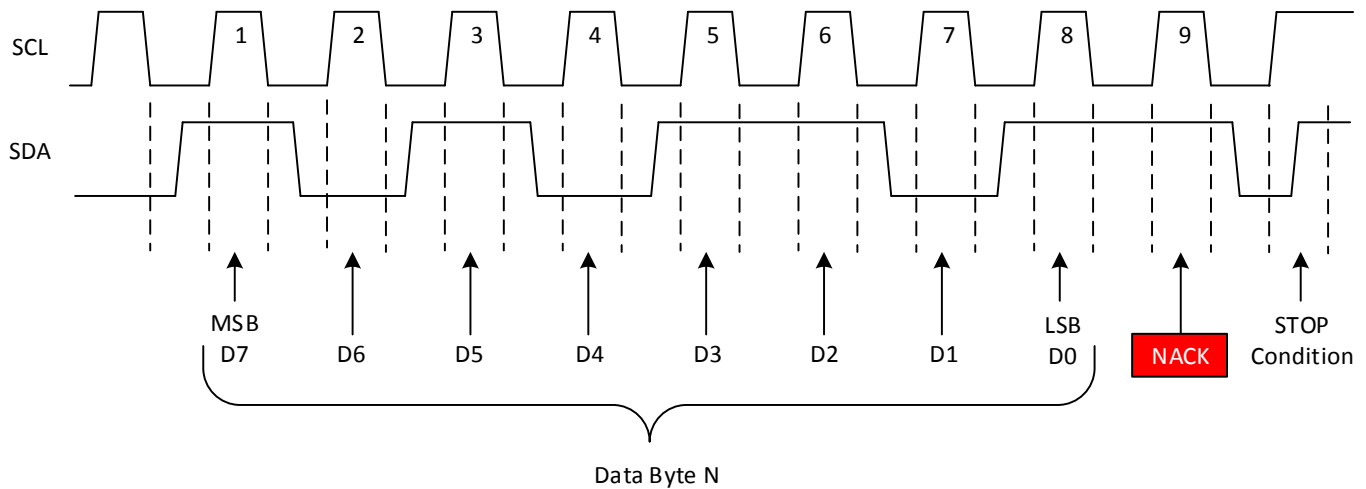 SCL
1 2 3 4 5 6 7 8 9
SDA
MSB LSB STOP
D7 D6 D5 D4 D3 D2 D1 D0 NACK Condition
Data Byte N